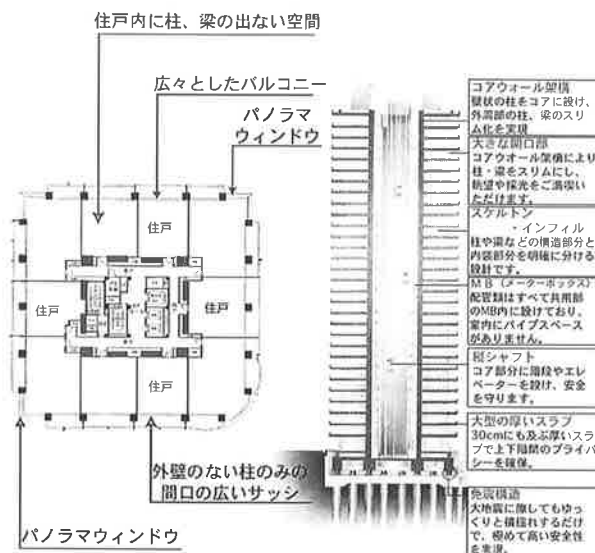 住戸内に柱、梁の出ない空間
広々としたバルコニー
パノラマ
ウィンドウ
住戸
住戸
住戸
住戸
外壁のない柱のみの
間口の広いサッシ
パノラマウィンドウ
コアウォール架構
壁状の柱をコアに設け、
外周部の柱、梁のスリ
ム化を実現
大きな開口部
コアウオール架構により
柱・梁をスリムにし、
眺望や採光をご満喫い
ただけます。
スケルトン
・インフィル
柱や梁などの構造部分と
内装部分を明確に分ける
設計です。
MB（メーターボックス）
配管類はすべて共用部
のMB内に設けており、
室内にパイプスペース
がありません。
縦シャフト
コア部分に階段やエレ
ベーターを設け、安全
を守ります。
大型の厚いスラブ
30cmにも及ぶ厚いスラ
ブで上下階間のプライバ
シーを確保。
免震構造
大地震に際してもゆっ
くりと横揺れするだけ
で、極めて高い安全性
を実現。